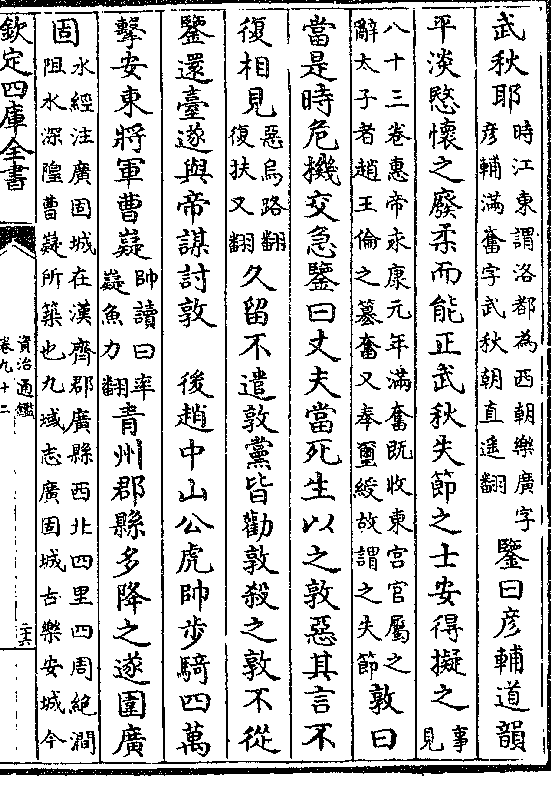 武秋耶時江東謂洛都為西朝樂廣字彦輔滿奮字武秋朝直遥翻鑒曰彦輔道韻
平淡愍懷之廢柔而能正武秋失節之士安得擬之事見
八十三卷惠帝永康元年滿奮既收東宫官屬之辭太子者趙王倫之簒奮又奉璽綬故謂之失節敦曰
當是時危機交急鑒曰丈夫當死生以之敦惡其言不
復相見惡烏路翻復扶又翻久留不遣敦黨皆勸敦殺之敦不從
鑒還臺遂與帝謀討敦　後趙中山公虎帥步騎四萬
擊安東將軍曹嶷帥讀曰率嶷魚力翻青州郡縣多降之遂圍廣
固水經注廣固城在漢齊郡廣縣西北四里四周絶澗阻水深隍曹嶷所築也九域志廣固城古樂安城今
欽定四庫全書
資治通鑑
卷九十二
二十六